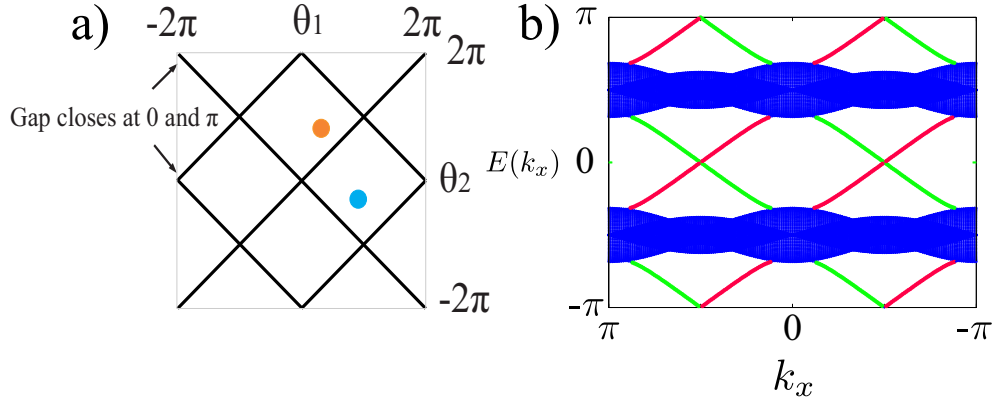 a)
-2π θ1 2π
2π
Gap closes at 0 and π
θ2
-2π
b)
π
E(kx) 0
-π
π 0 -π
kx